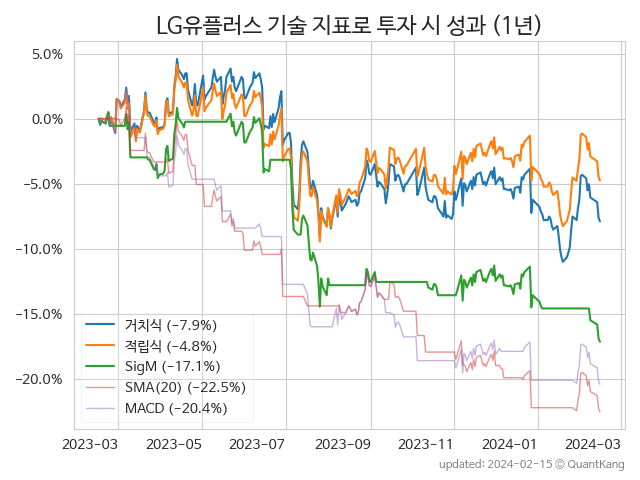 LG유플러스 기술 지표로 투자 시 성과 (1년)
5.0%
0.0%
−5.0%
−10.0%
−15.0%
−20.0%
거치식 (−7.9%)
적립식 (−4.8%)
SigM (−17.1%)
SMA(20) (−22.5%)
MACD (−20.4%)
2023-03 2023-05 2023-07 2023-09 2023-11 2024-01 2024-03
updated: 2024-02-15 © QuantKang